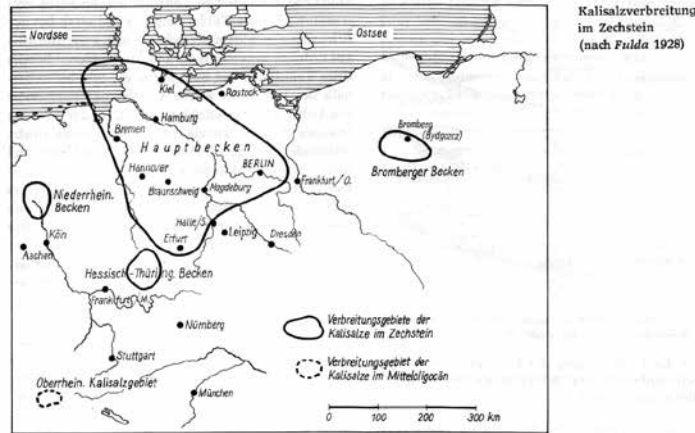 Kalisalzverbreitung
im Zechstein
(nach Fulda 1928)
Nordsee
Ostsee
Kiel
Rostock
Hamburg
Bremen
Hauptbecken
Bromberg
(Bydgoszcz)
Bromberger Becken
Hannover
BERLIN
Braunschweig
Magdeburg
Frankfurt/O.
Niederrhein.
Becken
Köln
Halle/S.
Leipzig
Dresden
Aachen
Erfurt
Hessisch-Thüring. Becken
Frankfurt
Nürnberg
Verbreitungsgebiete der
Kalisalze im Zechstein
Stuttgart
Verbreitungsgebiet der
Kalisalze im Mitteloligocän
Oberrhein. Kalisalzgebiet
München
0 100 200 300 km